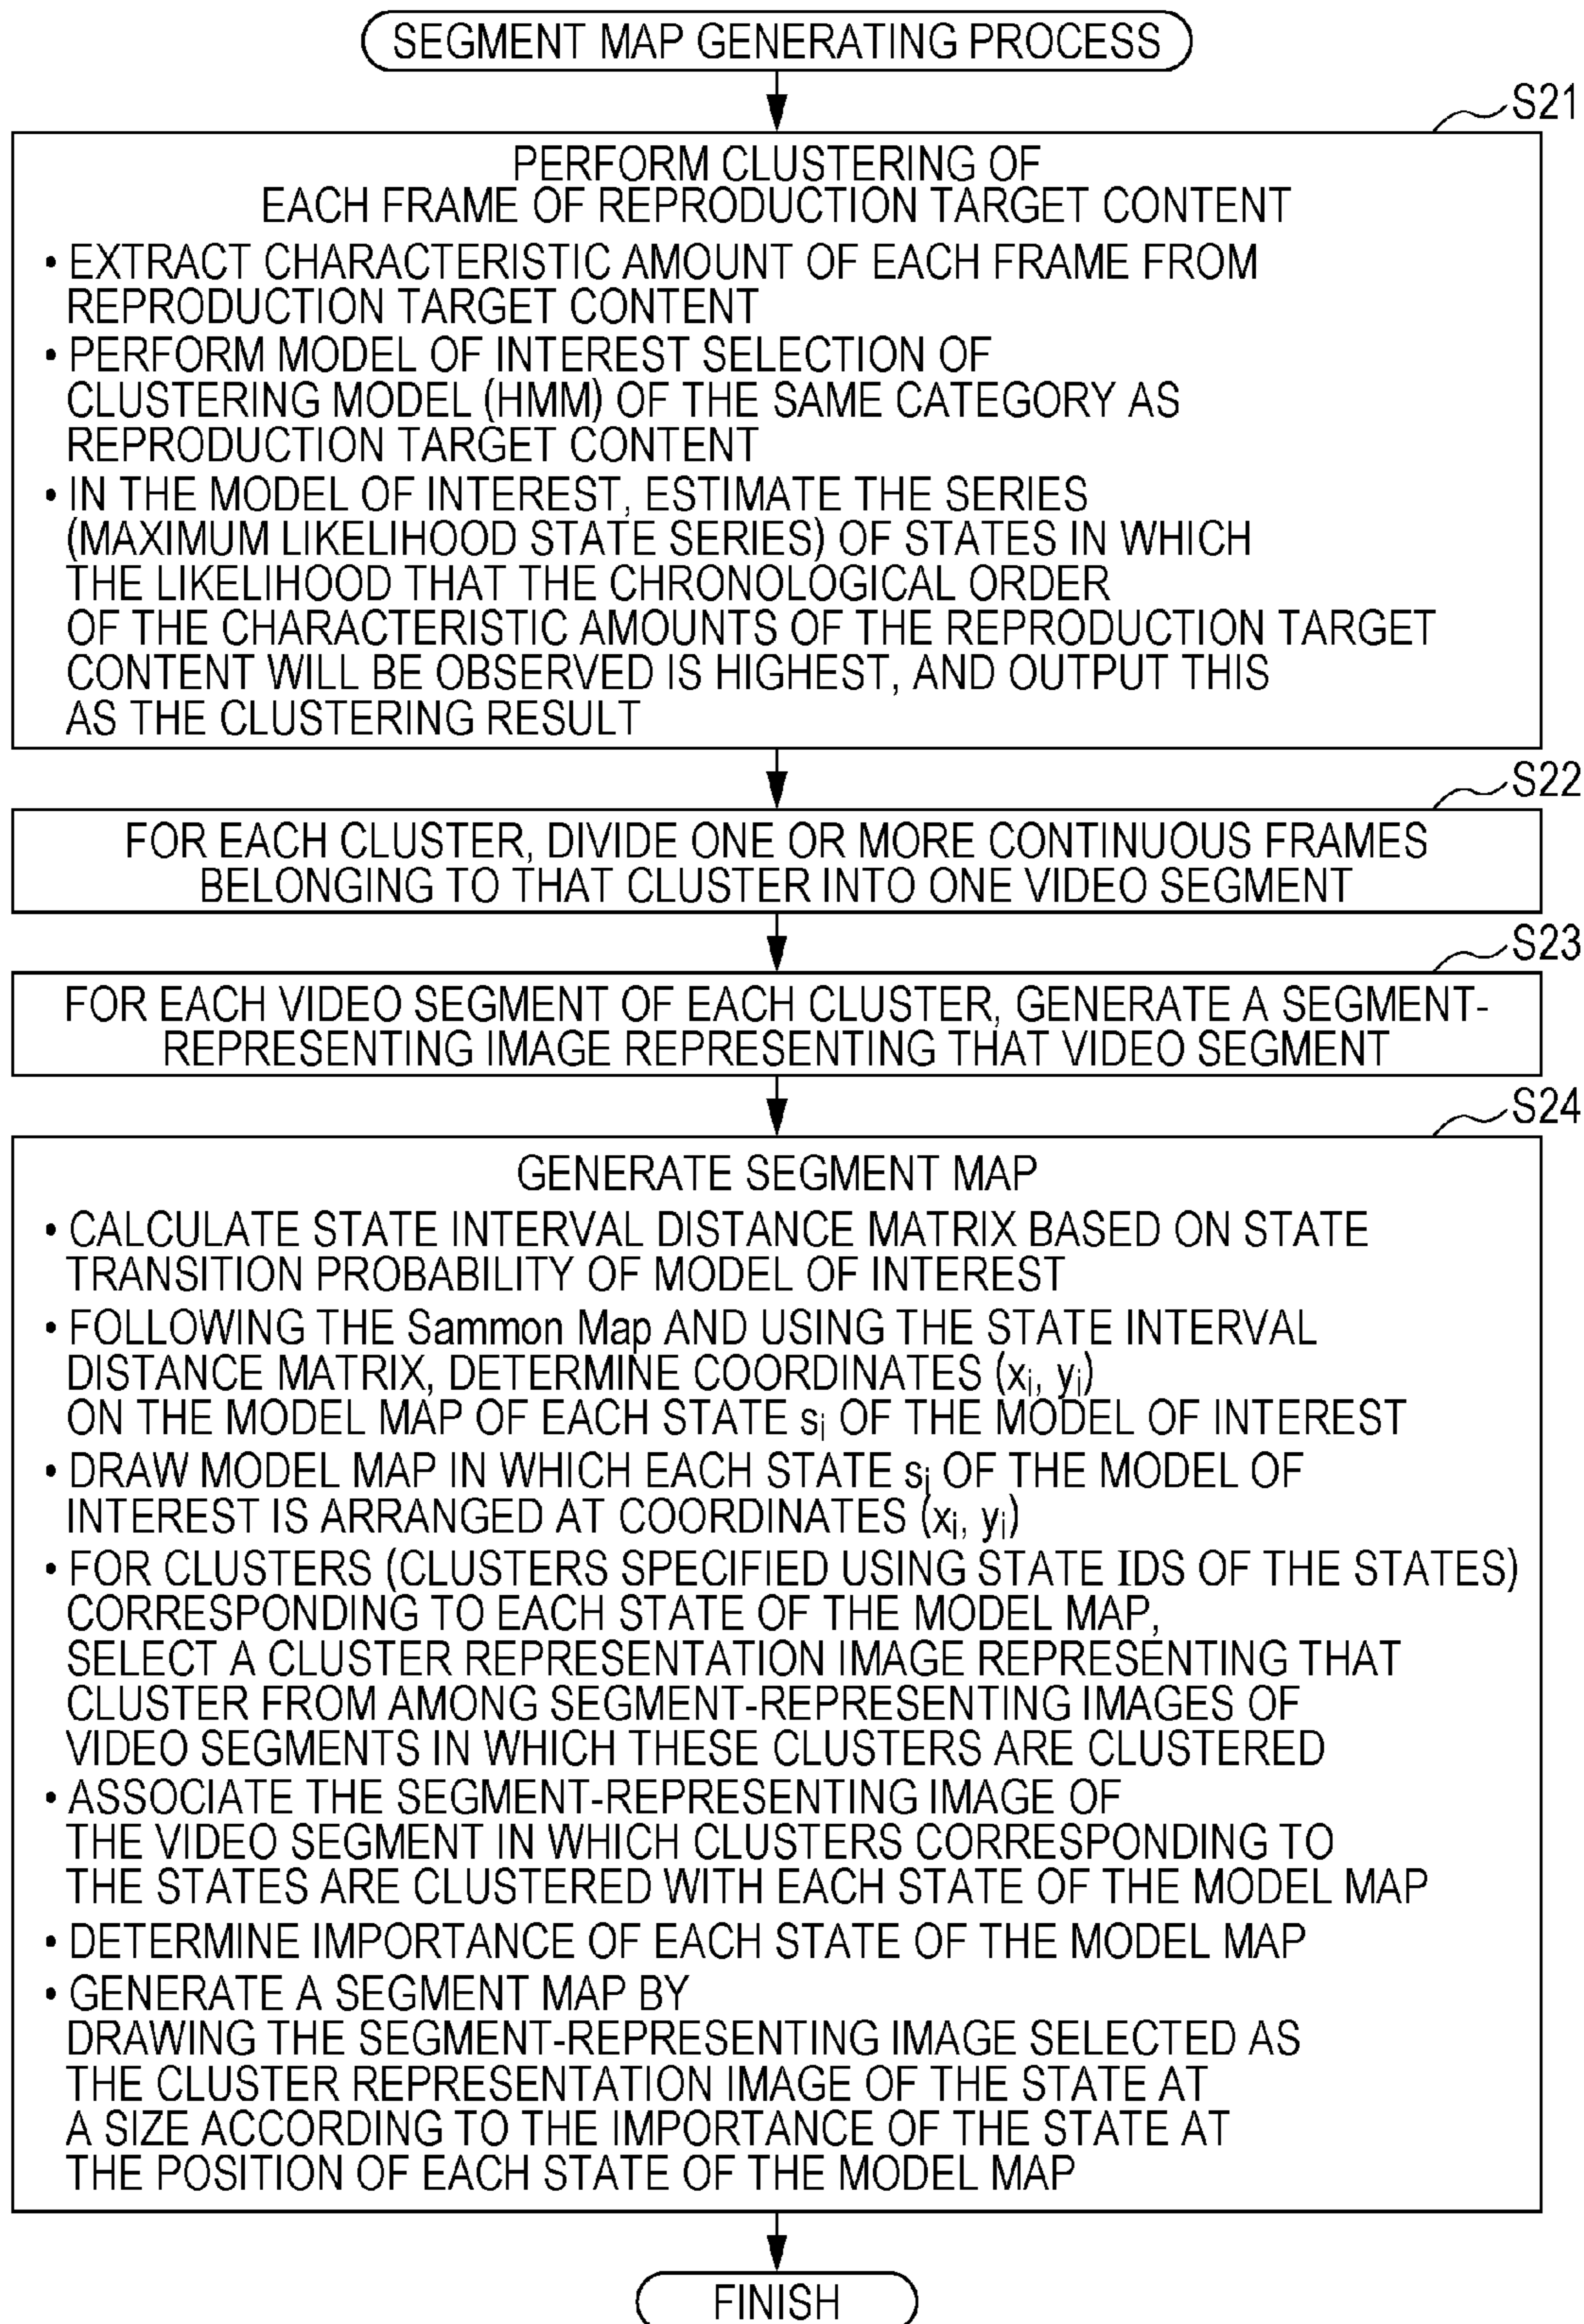 SEGMENT MAP GENERATING PROCESS
S21
PERFORM CLUSTERING OF
EACH FRAME OF REPRODUCTION TARGET CONTENT
• EXTRACT CHARACTERISTIC AMOUNT OF EACH FRAME FROM
REPRODUCTION TARGET CONTENT
• PERFORM MODEL OF INTEREST SELECTION OF
CLUSTERING MODEL (HMM) OF THE SAME CATEGORY AS
REPRODUCTION TARGET CONTENT
• IN THE MODEL OF INTEREST, ESTIMATE THE SERIES
(MAXIMUM LIKELIHOOD STATE SERIES) OF STATES IN WHICH
THE LIKELIHOOD THAT THE CHRONOLOGICAL ORDER
OF THE CHARACTERISTIC AMOUNTS OF THE REPRODUCTION TARGET
CONTENT WILL BE OBSERVED IS HIGHEST, AND OUTPUT THIS
AS THE CLUSTERING RESULT
S22
FOR EACH CLUSTER, DIVIDE ONE OR MORE CONTINUOUS FRAMES
BELONGING TO THAT CLUSTER INTO ONE VIDEO SEGMENT
S23
FOR EACH VIDEO SEGMENT OF EACH CLUSTER, GENERATE A SEGMENT-
REPRESENTING IMAGE REPRESENTING THAT VIDEO SEGMENT
S24
GENERATE SEGMENT MAP
• CALCULATE STATE INTERVAL DISTANCE MATRIX BASED ON STATE
TRANSITION PROBABILITY OF MODEL OF INTEREST
• FOLLOWING THE Sammon Map AND USING THE STATE INTERVAL
DISTANCE MATRIX, DETERMINE COORDINATES (xi, yi)
ON THE MODEL MAP OF EACH STATE si OF THE MODEL OF INTEREST
• DRAW MODEL MAP IN WHICH EACH STATE si OF THE MODEL OF
INTEREST IS ARRANGED AT COORDINATES (xi, yi)
• FOR CLUSTERS (CLUSTERS SPECIFIED USING STATE IDS OF THE STATES)
CORRESPONDING TO EACH STATE OF THE MODEL MAP,
SELECT A CLUSTER REPRESENTATION IMAGE REPRESENTING THAT
CLUSTER FROM AMONG SEGMENT-REPRESENTING IMAGES OF
VIDEO SEGMENTS IN WHICH THESE CLUSTERS ARE CLUSTERED
• ASSOCIATE THE SEGMENT-REPRESENTING IMAGE OF
THE VIDEO SEGMENT IN WHICH CLUSTERS CORRESPONDING TO
THE STATES ARE CLUSTERED WITH EACH STATE OF THE MODEL MAP
• DETERMINE IMPORTANCE OF EACH STATE OF THE MODEL MAP
• GENERATE A SEGMENT MAP BY
DRAWING THE SEGMENT-REPRESENTING IMAGE SELECTED AS
THE CLUSTER REPRESENTATION IMAGE OF THE STATE AT
A SIZE ACCORDING TO THE IMPORTANCE OF THE STATE AT
THE POSITION OF EACH STATE OF THE MODEL MAP
FINISH